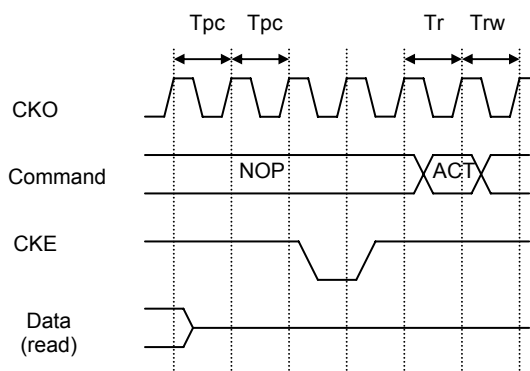 Tpc Tpc Tr Trw
CKO
Command NOP ACT
CKE
Data
(read)